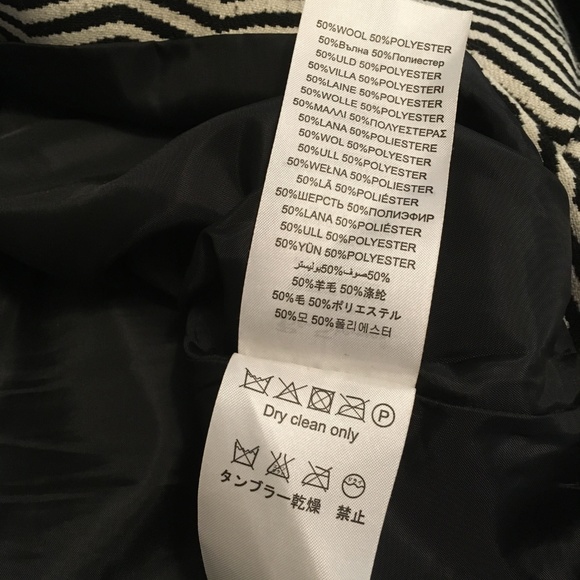 50%WOOL 50%POLYESTER
50%Вълна 50%Полиестер
50%ULD 50%POLYESTER
50%VILLA 50%POLYESTERI
50%LAINE 50%POLYESTER
50%WOLLE 50%POLYESTER
50%ΜΑΛΛΙ 50%ΠΟΛΥΕΣΤΕΡΑΣ
50%LANA 50%POLIESTERE
50%WOL 50%POLYESTER
50%ULL 50%POLYESTER
50%WEŁNA 50%POLYESTER
50%LÃ 50%POLIÉSTER
50%ШЕРСТЬ 50%ПОЛИЭФИР
50%LANA 50%POLIÉSTER
50%ULL 50%POLYESTER
50%YÜN 50%POLYESTER
50%صوف 50%بوليستر
50%羊毛 50%涤纶
50%毛 50%ポリエステル
50%모 50%폴리에스터
P
Dry clean only
タンブラー乾燥 禁止